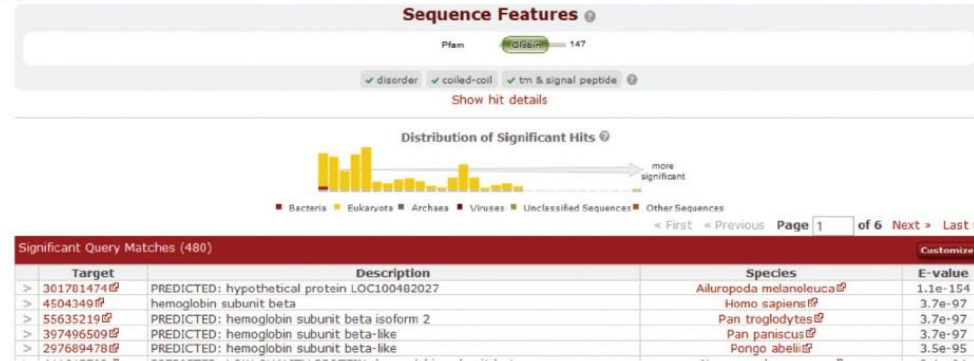 Sequence Features
Pfam Globin 147
✓ disorder ✓ coiled-coil ✓ tm & signal peptide
Show hit details
Distribution of Significant Hits
more
significant
Bacteria Eukaryota Archaea Viruses Unclassified Sequences Other Sequences
« First « Previous Page 1 of 6 Next » Last
Significant Query Matches (480) Customize
Target Description Species E-value
> 301781474 PREDICTED: hypothetical protein LOC100482027 Ailuropoda melanoleuca 1.1e-154
> 4504349 hemoglobin subunit beta Homo sapiens 3.7e-97
> 55635219 PREDICTED: hemoglobin subunit beta isoform 2 Pan troglodytes 3.7e-97
> 397496509 PREDICTED: hemoglobin subunit beta-like Pan paniscus 3.7e-97
> 297689478 PREDICTED: hemoglobin subunit beta-like Pongo abelii 3.5e-95